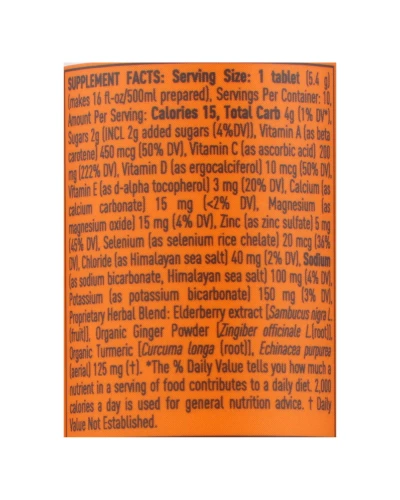 SUPPLEMENT FACTS: Serving Size: 1 tablet (5.4 g)
(makes 16 fl-oz/500ml prepared), Servings Per Container: 10,
Amount Per Serving: Calories 15, Total Carb 4g (1% DV*),
Sugars 2g (INCL 2g added sugars (4%DV)), Vitamin A (as beta
carotene) 450 mcg (50% DV), Vitamin C (as ascorbic acid) 200
mg (222% DV), Vitamin D (as ergocalciferol) 10 mcg (50% DV),
Vitamin E (as d-alpha tocopherol) 3 mg (20% DV), Calcium (as
calcium carbonate) 15 mg (<2% DV), Magnesium (as
magnesium oxide) 15 mg (4% DV), Zinc (as zinc sulfate) 5 mg
(45% DV), Selenium (as selenium rice chelate) 20 mcg (36%
DV), Chloride (as Himalayan sea salt) 40 mg (2% DV), Sodium
(as sodium bicarbonate, Himalayan sea salt) 100 mg (4% DV),
Potassium (as potassium bicarbonate) 150 mg (3% DV),
Proprietary Herbal Blend: Elderberry extract [Sambucus nigra L.
(fruit)], Organic Ginger Powder [Zingiber officinale L(root)],
Organic Turmeric [Curcuma longa (root)], Echinacea purpurea
(aerial) 125 mg (†). *The % Daily Value tells you how much a
nutrient in a serving of food contributes to a daily diet. 2,000
calories a day is used for general nutrition advice. † Daily
Value Not Established.